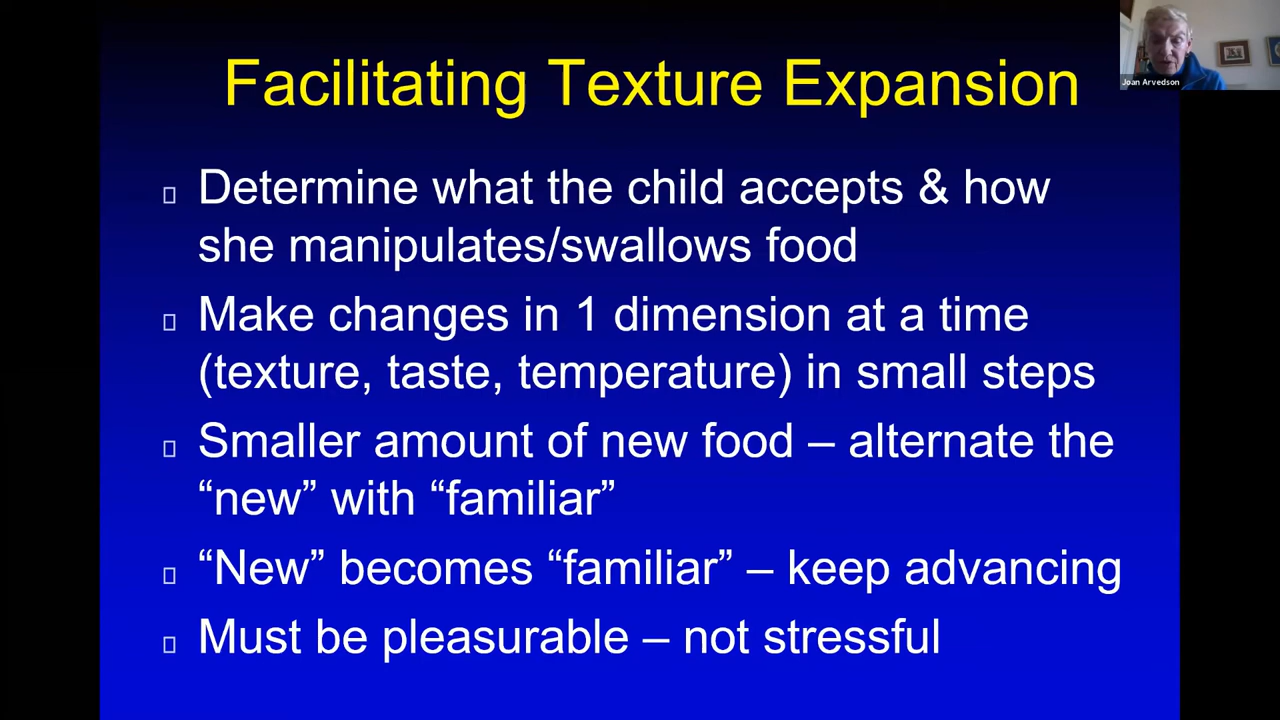 Facilitating Texture Expansion
Joan Arvedson
Determine what the child accepts & how
she manipulates/swallows food
Make changes in 1 dimension at a time
(texture, taste, temperature) in small steps
Smaller amount of new food – alternate the
“new” with “familiar”
“New” becomes “familiar” – keep advancing
Must be pleasurable – not stressful